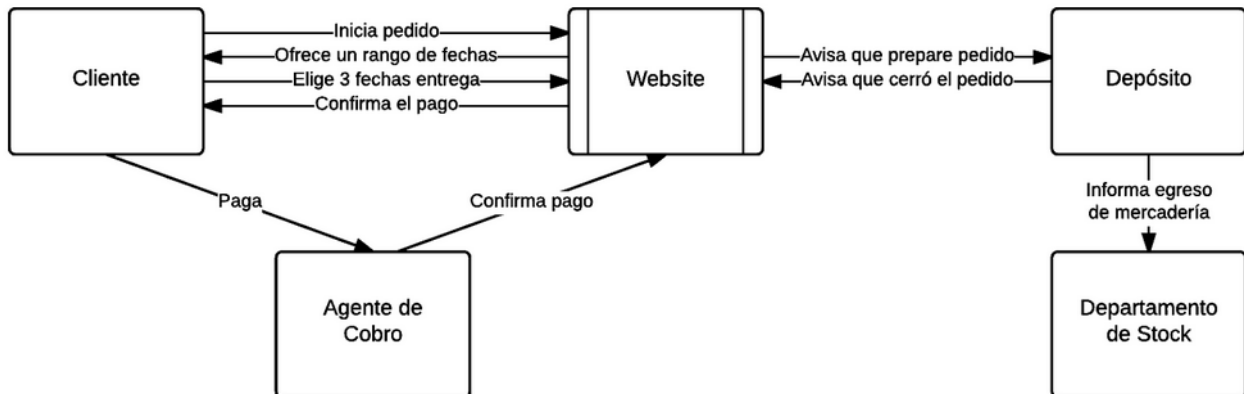 Inicia pedido
Ofrece un rango de fechas
Elige 3 fechas entrega
Confirma el pago
Cliente
Website
Avisa que prepare pedido
Avisa que cerró el pedido
Depósito
Paga
Confirma pago
Informa egreso
de mercadería
Agente de
Cobro
Departamento
de Stock